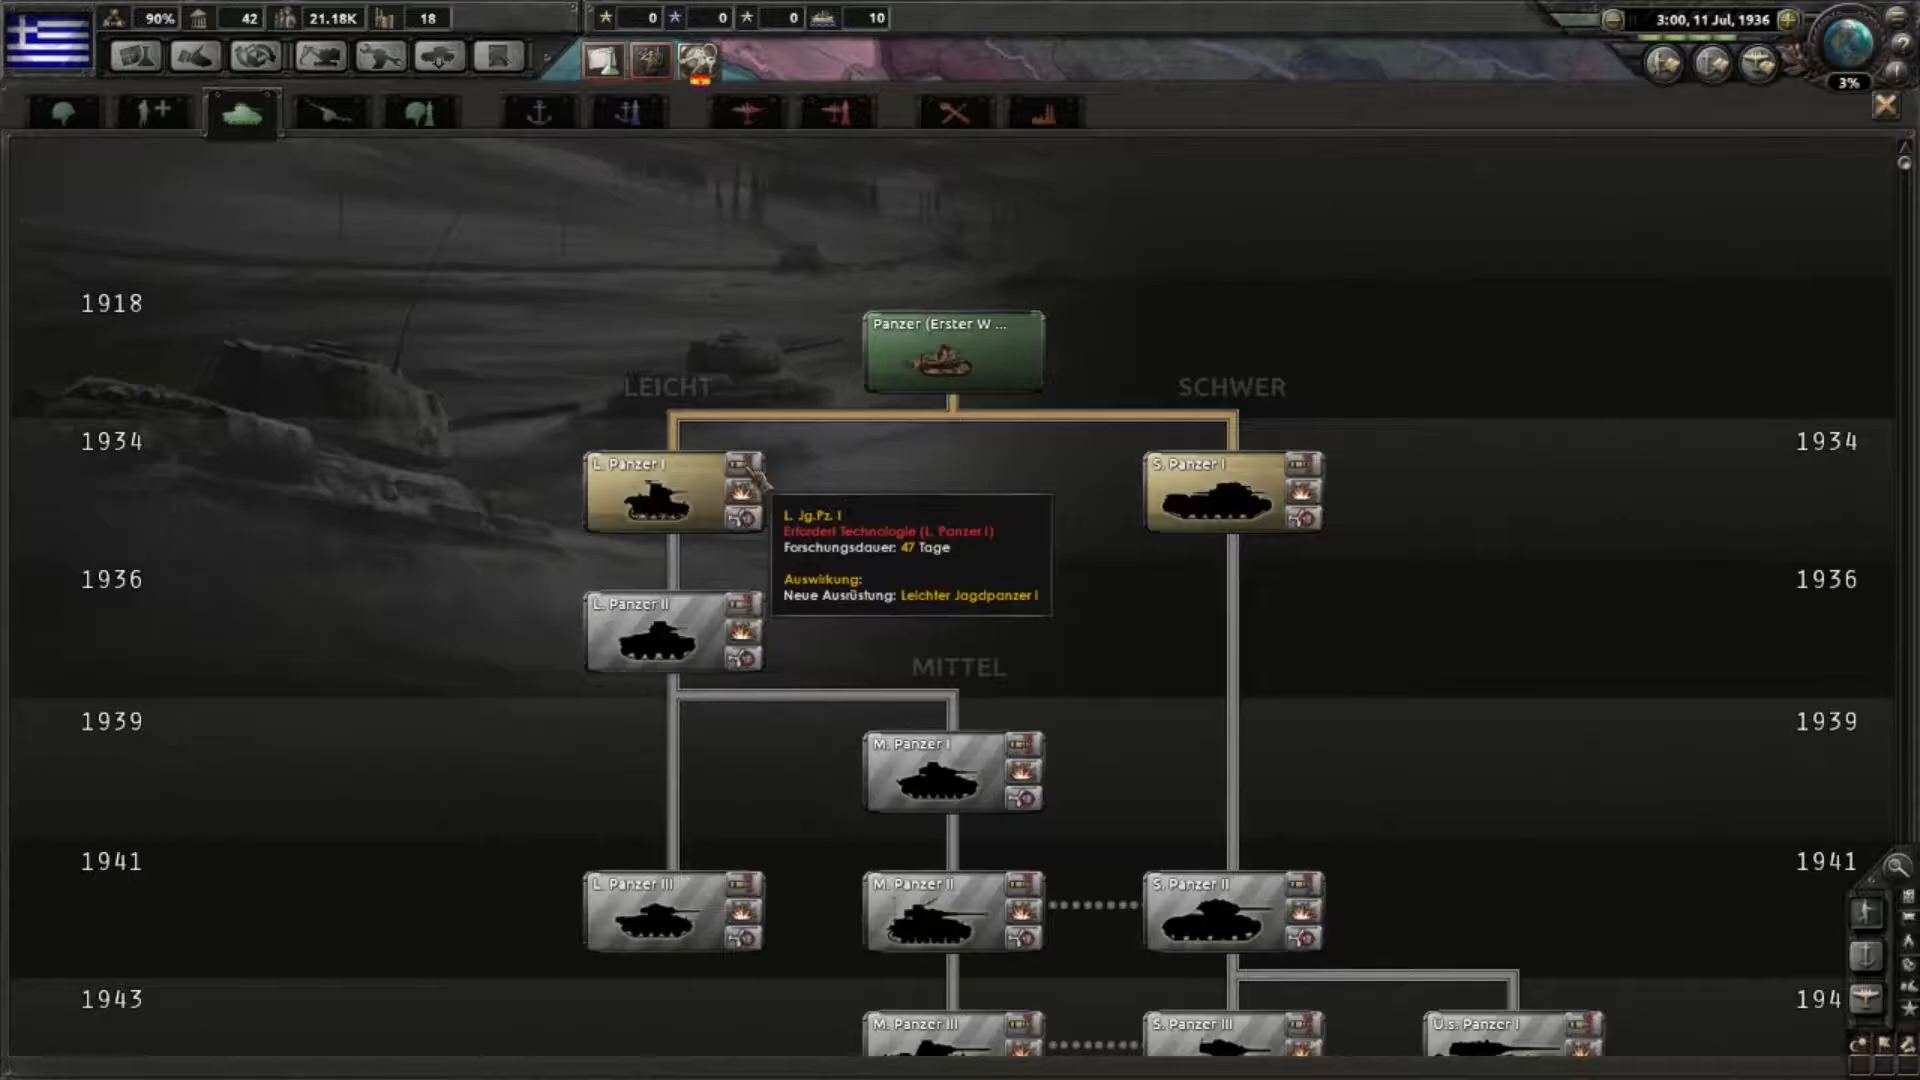 90%
42
21.18K
18
0
0
0
10
3:00, 11 Jul, 1936
3%
1918
Panzer (Erster W ...
LEICHT
SCHWER
1934
1934
L. Panzer I
S. Panzer I
L. Jg.Pz. I
Erfordert Technologie (L. Panzer I)
Forschungsdauer: 47 Tage
Auswirkung:
Neue Ausrüstung: Leichter Jagdpanzer I
1936
1936
L. Panzer II
MITTEL
1939
1939
M. Panzer I
1941
1941
L. Panzer III
M. Panzer II
S. Panzer II
1943
194
M. Panzer III
S. Panzer III
U.s. Panzer I